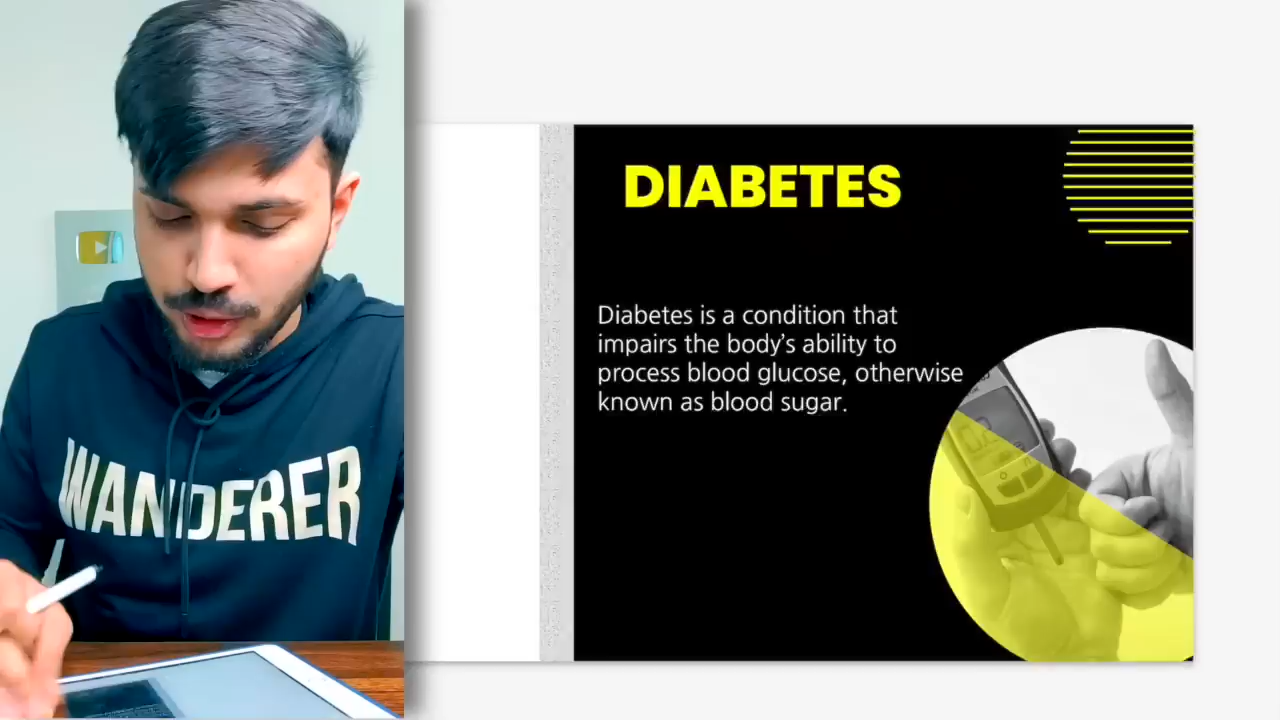 WANDERER
DIABETES
Diabetes is a condition that
impairs the body's ability to
process blood glucose, otherwise
known as blood sugar.